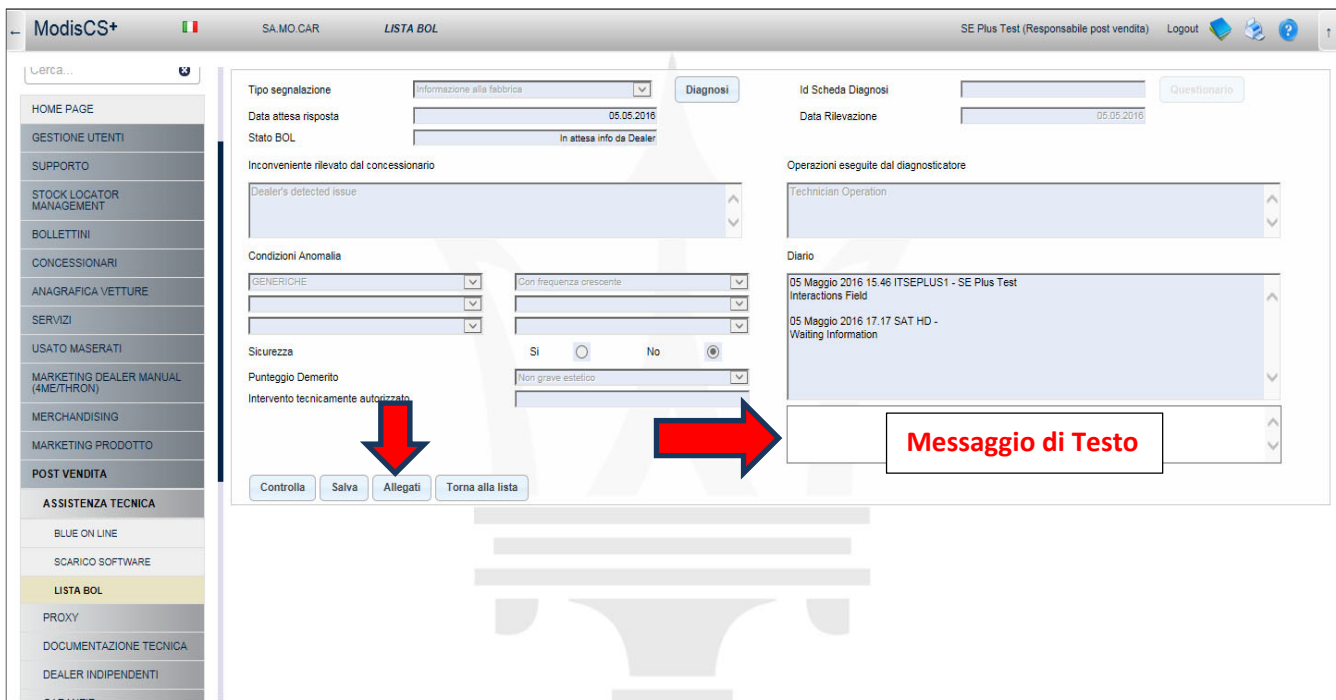 ModisCS+
SA.MO.CAR
LISTA BOL
SE Plus Test (Responsabile post vendita)
Logout
Cerca...
HOME PAGE
GESTIONE UTENTI
SUPPORTO
STOCK LOCATOR
MANAGEMENT
BOLLETTINI
CONCESSIONARI
ANAGRAFICA VETTURE
SERVIZI
USATO MASERATI
MARKETING DEALER MANUAL
(4ME/THRON)
MERCHANDISING
MARKETING PRODOTTO
POST VENDITA
ASSISTENZA TECNICA
BLUE ON LINE
SCARICO SOFTWARE
LISTA BOL
PROXY
DOCUMENTAZIONE TECNICA
DEALER INDIPENDENTI
Tipo segnalazione
Informazione alla fabbrica
Diagnosi
Id Scheda Diagnosi
Questionario
Data attesa risposta
05.05.2016
Data Rilevazione
05.05.2016
Stato BOL
In attesa info da Dealer
Inconveniente rilevato dal concessionario
Dealer's detected issue
Operazioni eseguite dal diagnosticatore
Technician Operation
Condizioni Anomalia
GENERICHE
Con frequenza crescente
Sicurezza
Si
No
Punteggio Demerito
Non grave estetico
Intervento tecnicamente autorizzato
Diario
05 Maggio 2016 15.46 ITSEPLUS1 - SE Plus Test
Interactions Field
05 Maggio 2016 17.17 SAT HD -
Waiting Information
Messaggio di Testo
Controlla
Salva
Allegati
Torna alla lista